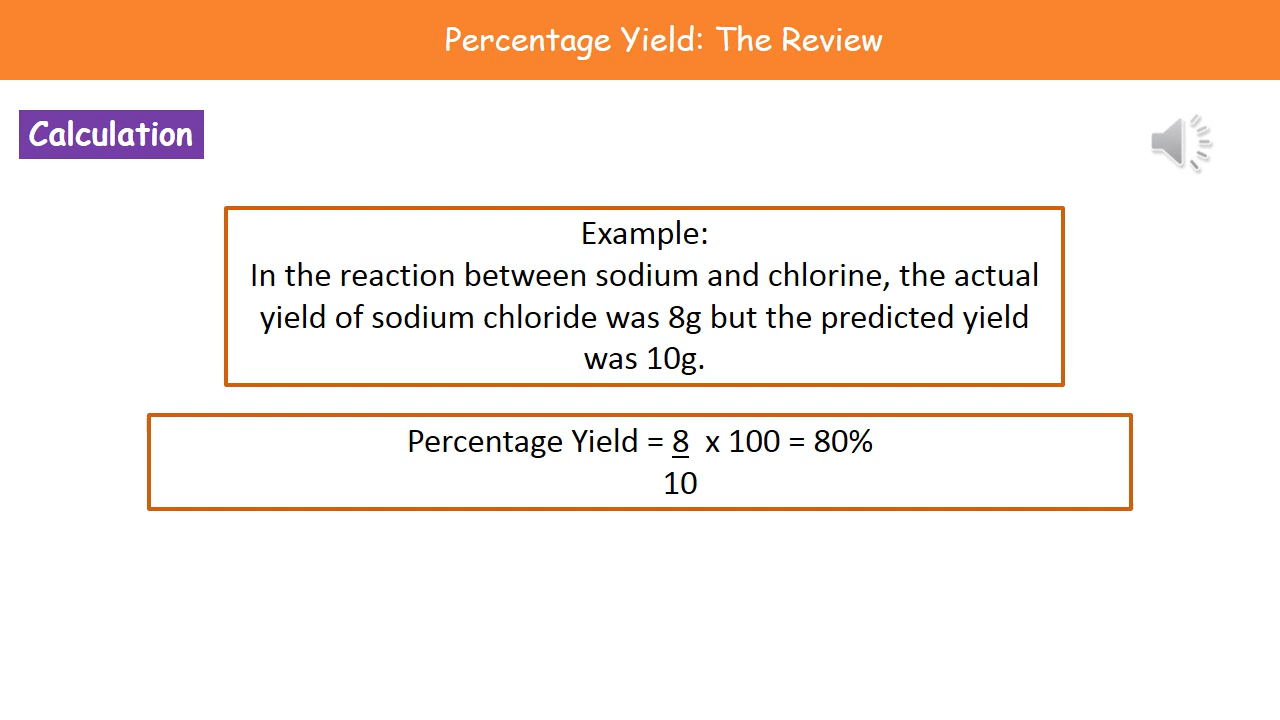 Percentage Yield: The Review
Calculation
Example:
In the reaction between sodium and chlorine, the actual
yield of sodium chloride was 8g but the predicted yield
was 10g.
Percentage Yield = 8 x 100 = 80%
10